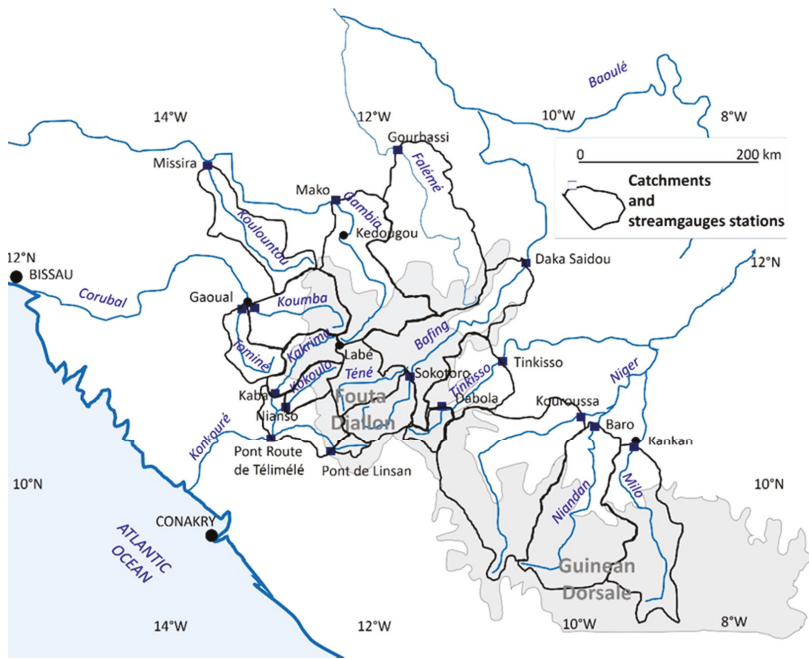 Baoulé
14°W
12°W
10°W
8°W
Gourbassi
0
200 km
Missira
Falémé
Catchments
and
streamgauges stations
Mako
Gambia
Koulountou
Kedougou
12°N
BISSAU
Daka Saidou
12°N
Corubal
Gaoual
Koumba
Bafing
Kakrima
Tominé
Labé
Kokoulo
Téné
Sokotoro
Tinkisso
Tinkisso
Niger
Kaba
Fouta
Djallon
Dabola
Nianso
Kouroussa
Baro
Konkouré
Kankan
Pont Route
de Télimélé
Pont de Linsan
10°N
Niandan
Milo
10°N
CONAKRY
ATLANTIC
OCEAN
Guinean
Dorsale
14°W
12°W
10°W
8°W